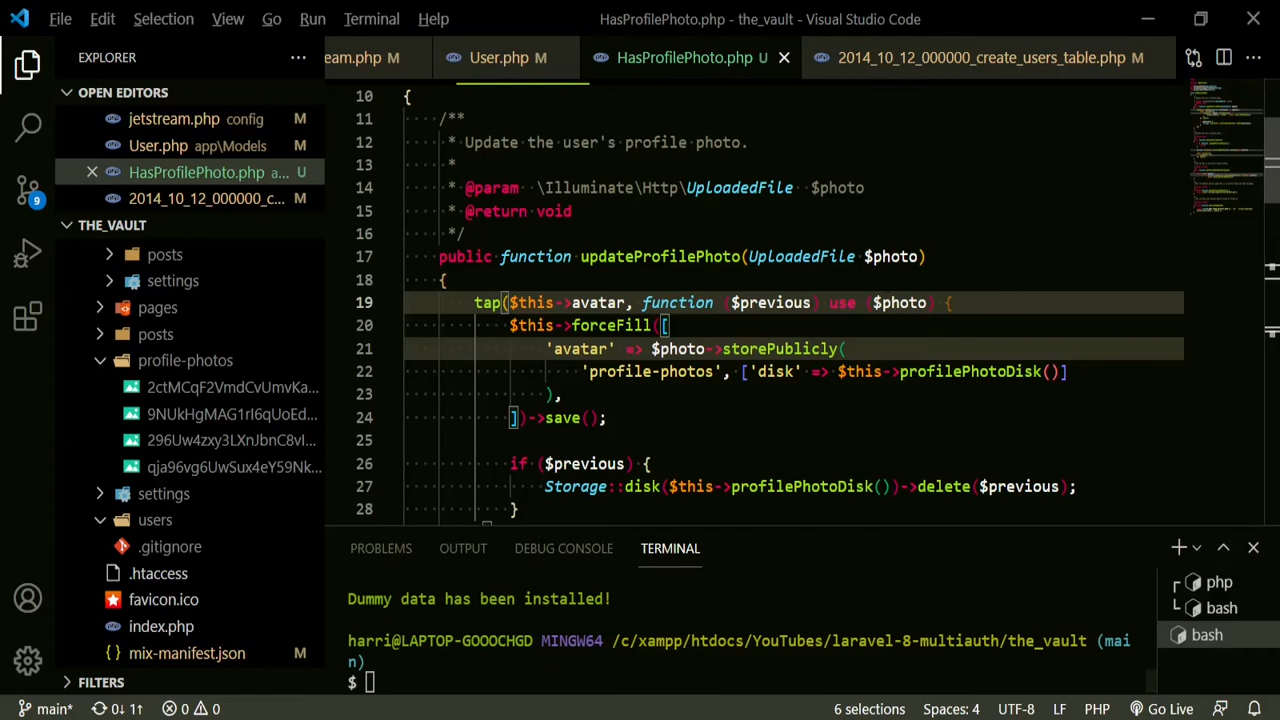 File Edit Selection View Go Run Terminal Help HasProfilePhoto.php - the_vault - Visual Studio Code
EXPLORER ···
eam.php M User.php M HasProfilePhoto.php U 2014_10_12_000000_create_users_table.php M ···
OPEN EDITORS
jetstream.php config M
User.php app\Models M
HasProfilePhoto.php a... U
2014_10_12_000000_c... M
THE_VAULT
posts
settings
pages
posts
profile-photos
2ctMCqF2VmdCvUmvKa...
9NUkHgMAG1rl6qUoEd...
296Uw4zxy3LXnJbnC8vI...
qja96vg6UwSux4eY59Nk...
settings
users
.gitignore
.htaccess
favicon.ico
index.php
mix-manifest.json M
FILTERS
9
10 {
11 /**
12 * Update the user's profile photo.
13 *
14 * @param \Illuminate\Http\UploadedFile $photo
15 * @return void
16 */
17 public function updateProfilePhoto(UploadedFile $photo)
18 {
19 tap($this->avatar, function ($previous) use ($photo) {
20 $this->forceFill([
21 'avatar' => $photo->storePublicly(
22 'profile-photos', ['disk' => $this->profilePhotoDisk()]
23 ),
24 ])->save();
25
26 if ($previous) {
27 Storage::disk($this->profilePhotoDisk())->delete($previous);
28 }
PROBLEMS OUTPUT DEBUG CONSOLE TERMINAL
Dummy data has been installed!
harri@LAPTOP-GOOOCHGD MINGW64 /c/xampp/htdocs/YouTubes/laravel-8-multiauth/the_vault (mai
n)
$
php
bash
bash
main* 0↓ 1↑ 0 0 6 selections Spaces: 4 UTF-8 LF PHP Go Live